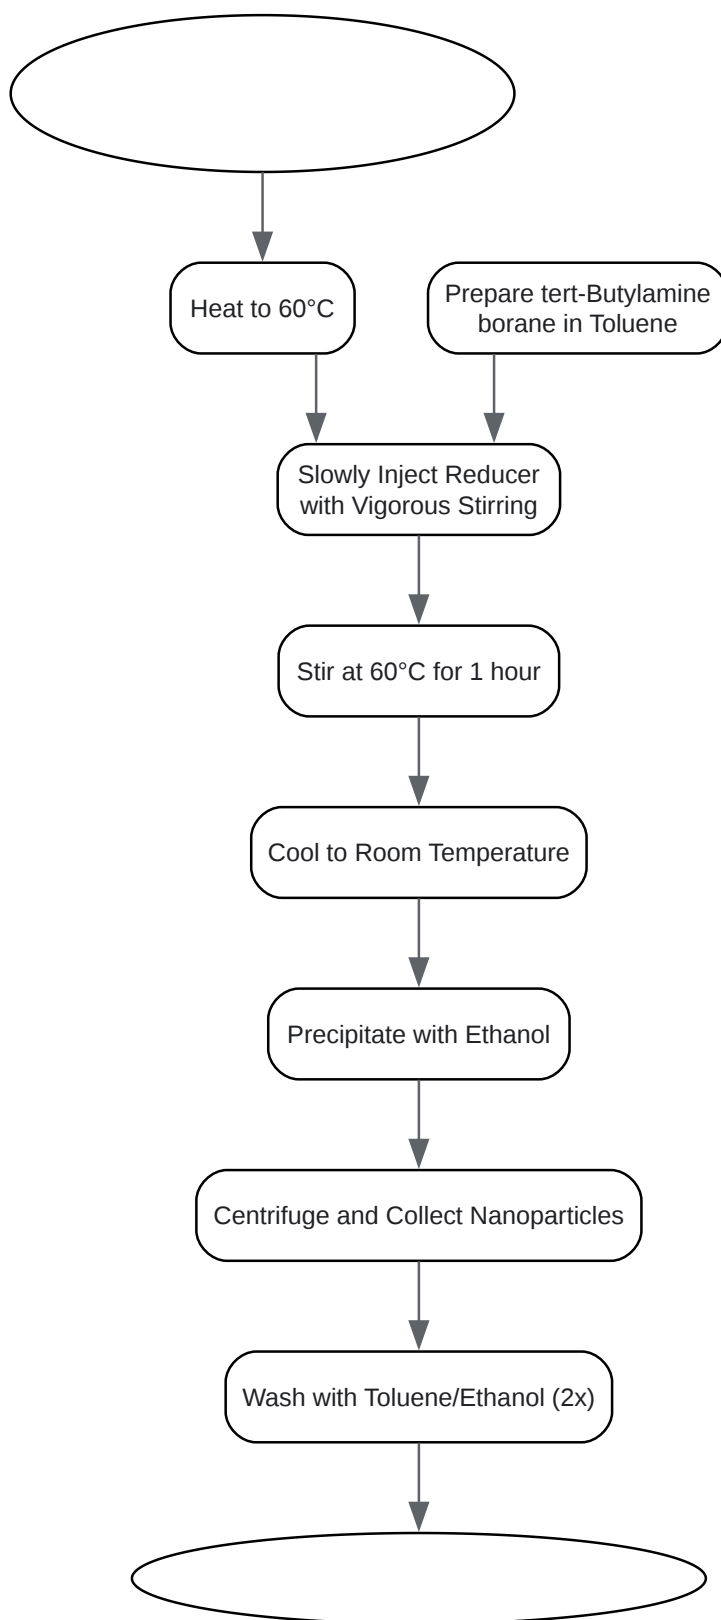 Heat to 60°C
Prepare tert-Butylamine
borane in Toluene
Slowly Inject Reducer
with Vigorous Stirring
Stir at 60°C for 1 hour
Cool to Room Temperature
Precipitate with Ethanol
Centrifuge and Collect Nanoparticles
Wash with Toluene/Ethanol (2x)